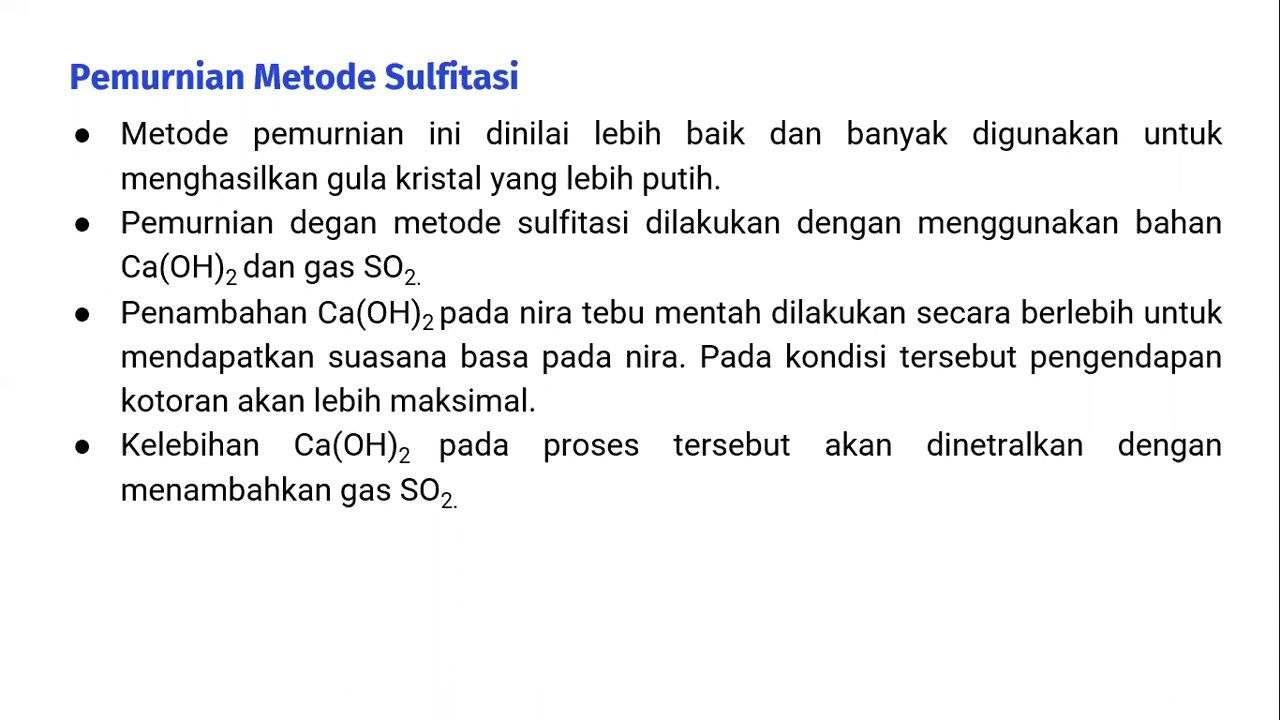 Pemurnian Metode Sulfitasi
● Metode pemurnian ini dinilai lebih baik dan banyak digunakan untuk
menghasilkan gula kristal yang lebih putih.
● Pemurnian degan metode sulfitasi dilakukan dengan menggunakan bahan
Ca(OH)₂ dan gas SO₂.
● Penambahan Ca(OH)₂ pada nira tebu mentah dilakukan secara berlebih untuk
mendapatkan suasana basa pada nira. Pada kondisi tersebut pengendapan
kotoran akan lebih maksimal.
● Kelebihan Ca(OH)₂ pada proses tersebut akan dinetralkan dengan
menambahkan gas SO₂.